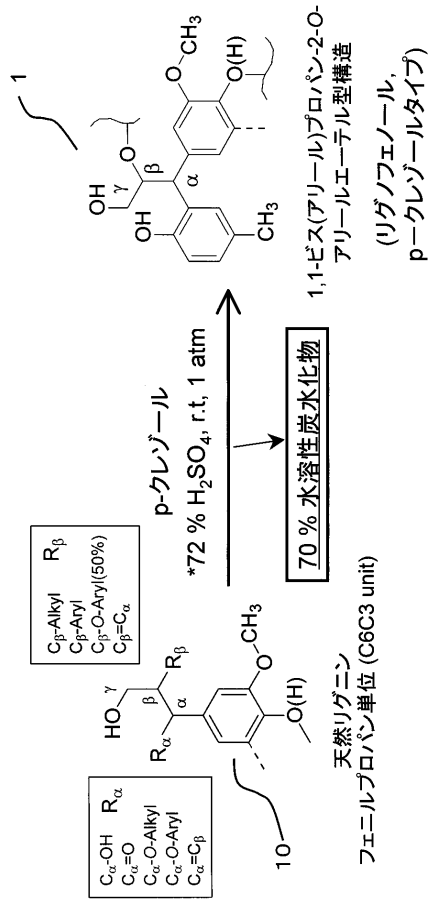 Rα
Cα-OH
Cα=O
Cα-O-Alkyl
Cα-O-Aryl
Cα=Cβ
Rβ
Cβ-Alkyl
Cβ-Aryl
Cβ-O-Aryl(50%)
Cβ=Cα
HO
γ
β
α
Rα
Rβ
O
CH3
O(H)
10
天然リグニン
フェニルプロパン単位 (C6C3 unit)
p-クレゾール
*72 % H2SO4, r.t, 1 atm
70 % 水溶性炭水化物
1
OH
γ
OH
O
β
α
O
CH3
O(H)
CH3
1,1-ビス(アリール)プロパン-2-O-
アリールエーテル型構造
(リグノフェノール,
p-クレゾールタイプ)